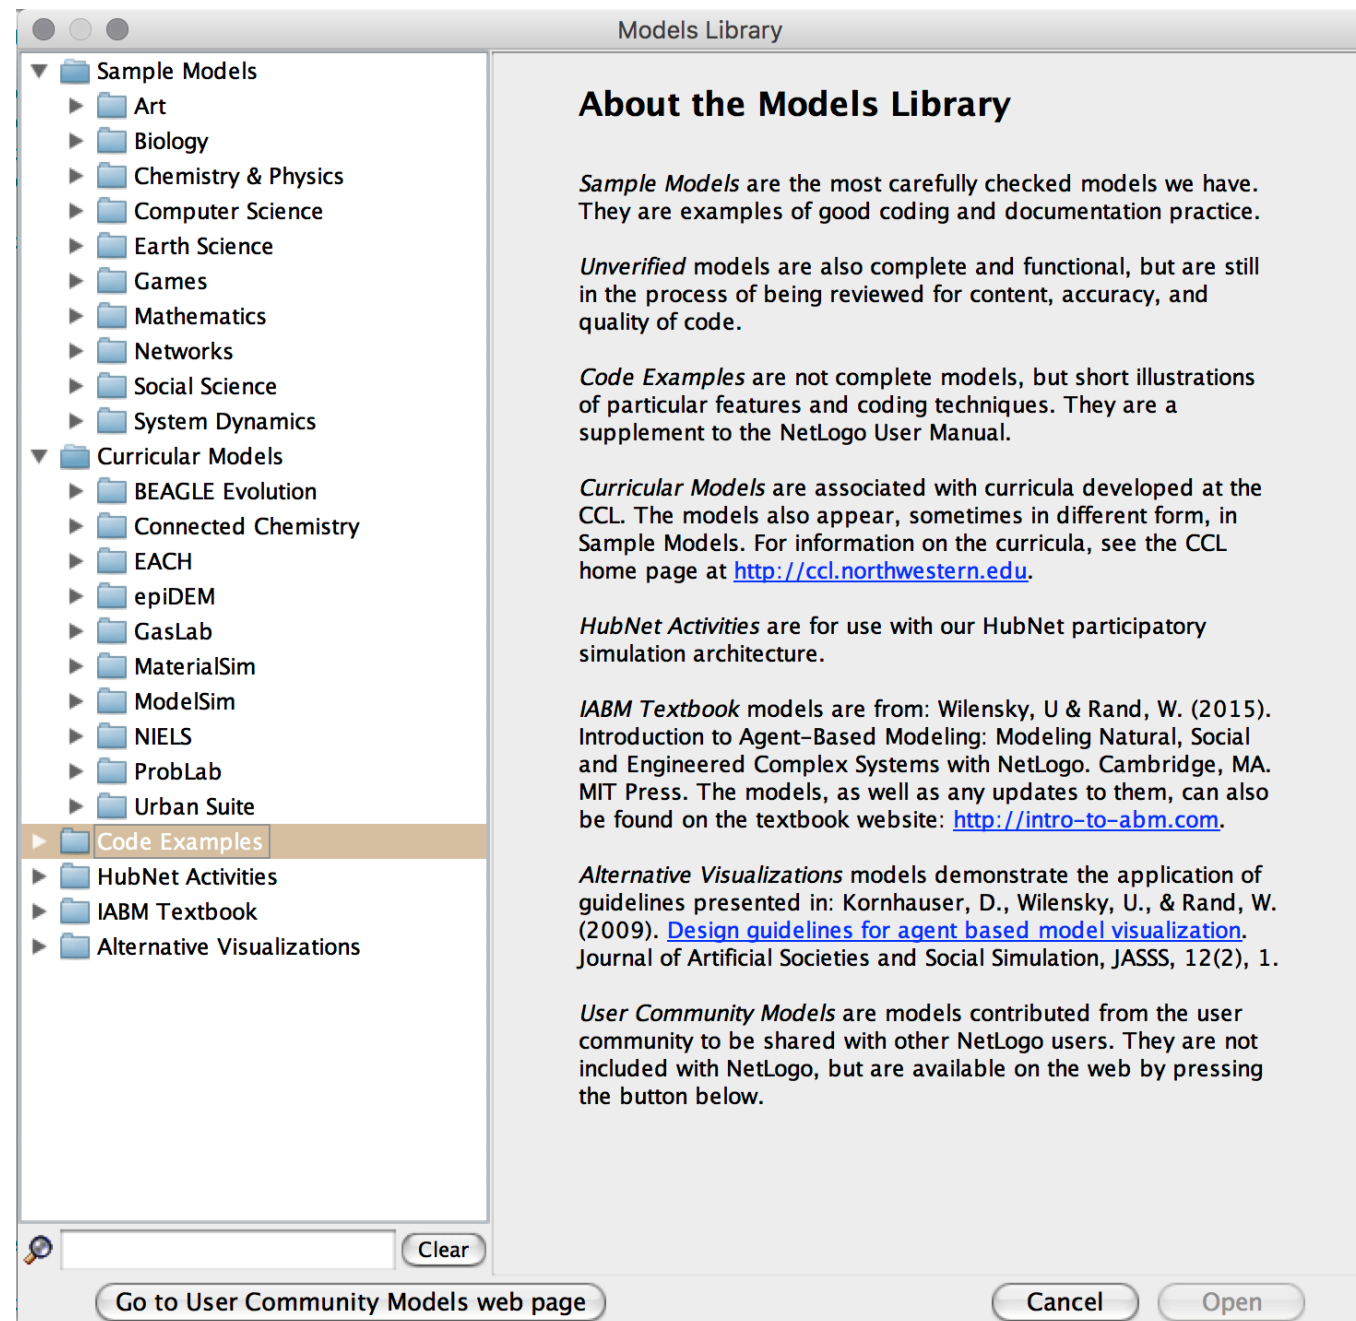 Models Library
Sample Models
Art
Biology
Chemistry & Physics
Computer Science
Earth Science
Games
Mathematics
Networks
Social Science
System Dynamics
Curricular Models
BEAGLE Evolution
Connected Chemistry
EACH
epiDEM
GasLab
MaterialSim
ModelSim
NIELS
ProbLab
Urban Suite
Code Examples
HubNet Activities
IABM Textbook
Alternative Visualizations
Clear
About the Models Library
Sample Models are the most carefully checked models we have.
They are examples of good coding and documentation practice.
Unverified models are also complete and functional, but are still
in the process of being reviewed for content, accuracy, and
quality of code.
Code Examples are not complete models, but short illustrations
of particular features and coding techniques. They are a
supplement to the NetLogo User Manual.
Curricular Models are associated with curricula developed at the
CCL. The models also appear, sometimes in different form, in
Sample Models. For information on the curricula, see the CCL
home page at http://ccl.northwestern.edu.
HubNet Activities are for use with our HubNet participatory
simulation architecture.
IABM Textbook models are from: Wilensky, U & Rand, W. (2015).
Introduction to Agent-Based Modeling: Modeling Natural, Social
and Engineered Complex Systems with NetLogo. Cambridge, MA.
MIT Press. The models, as well as any updates to them, can also
be found on the textbook website: http://intro-to-abm.com.
Alternative Visualizations models demonstrate the application of
guidelines presented in: Kornhauser, D., Wilensky, U., & Rand, W.
(2009). Design guidelines for agent based model visualization.
Journal of Artificial Societies and Social Simulation, JASSS, 12(2), 1.
User Community Models are models contributed from the user
community to be shared with other NetLogo users. They are not
included with NetLogo, but are available on the web by pressing
the button below.
Go to User Community Models web page
Cancel
Open